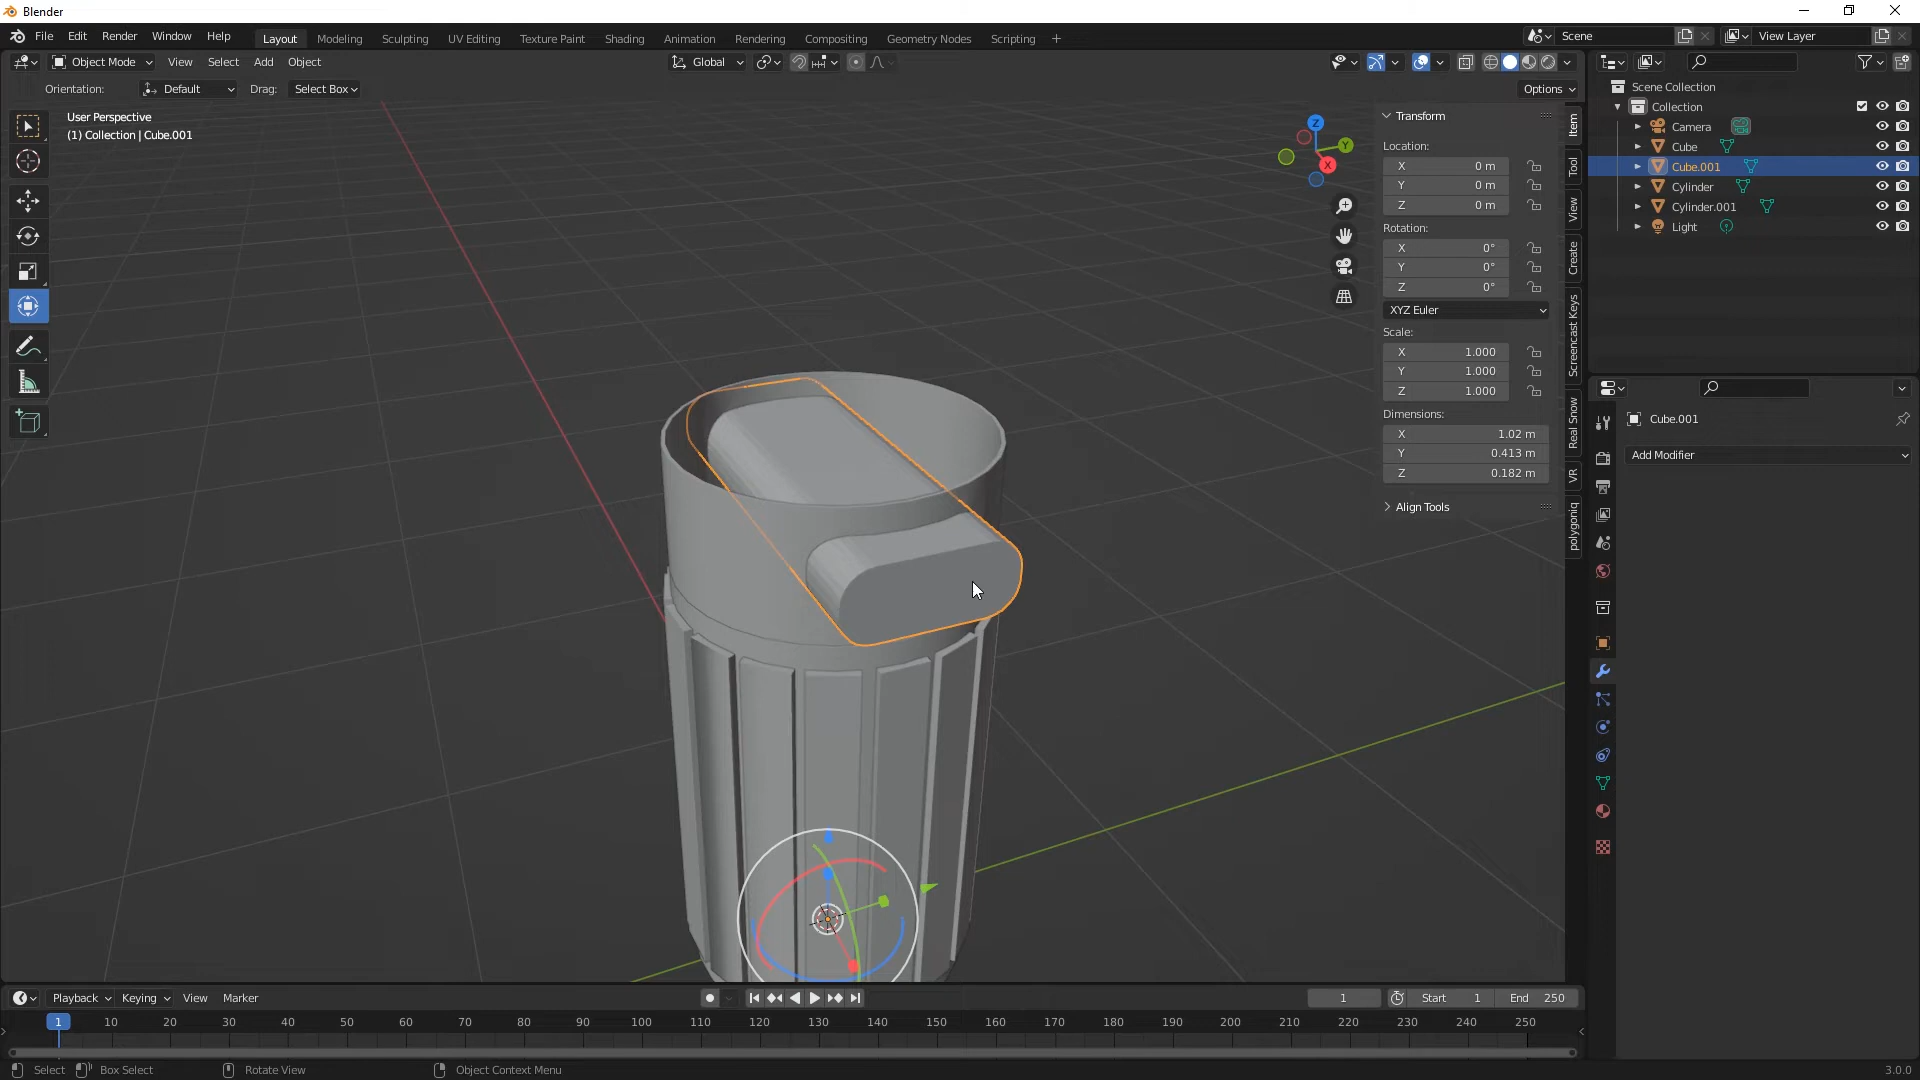 Blender
File Edit Render Window Help Layout Modeling Sculpting UV Editing Texture Paint Shading Animation Rendering Compositing Geometry Nodes Scripting + Scene View Layer
Object Mode View Select Add Object Global
Orientation: Default Drag: Select Box Options
User Perspective
(1) Collection | Cube.001
Z
Y
X
Transform
Location:
X 0 m
Y 0 m
Z 0 m
Rotation:
X 0°
Y 0°
Z 0°
XYZ Euler
Scale:
X 1.000
Y 1.000
Z 1.000
Dimensions:
X 1.02 m
Y 0.413 m
Z 0.182 m
Align Tools
Item
Tool
View
Create
Screencast Keys
Real Snow
VR
polygoniq
Scene Collection
Collection
Camera
Cube
Cube.001
Cylinder
Cylinder.001
Light
Cube.001
Add Modifier
Playback Keying View Marker 1 Start 1 End 250
1 10 20 30 40 50 60 70 80 90 100 110 120 130 140 150 160 170 180 190 200 210 220 230 240 250
Select Box Select Rotate View Object Context Menu 3.0.0